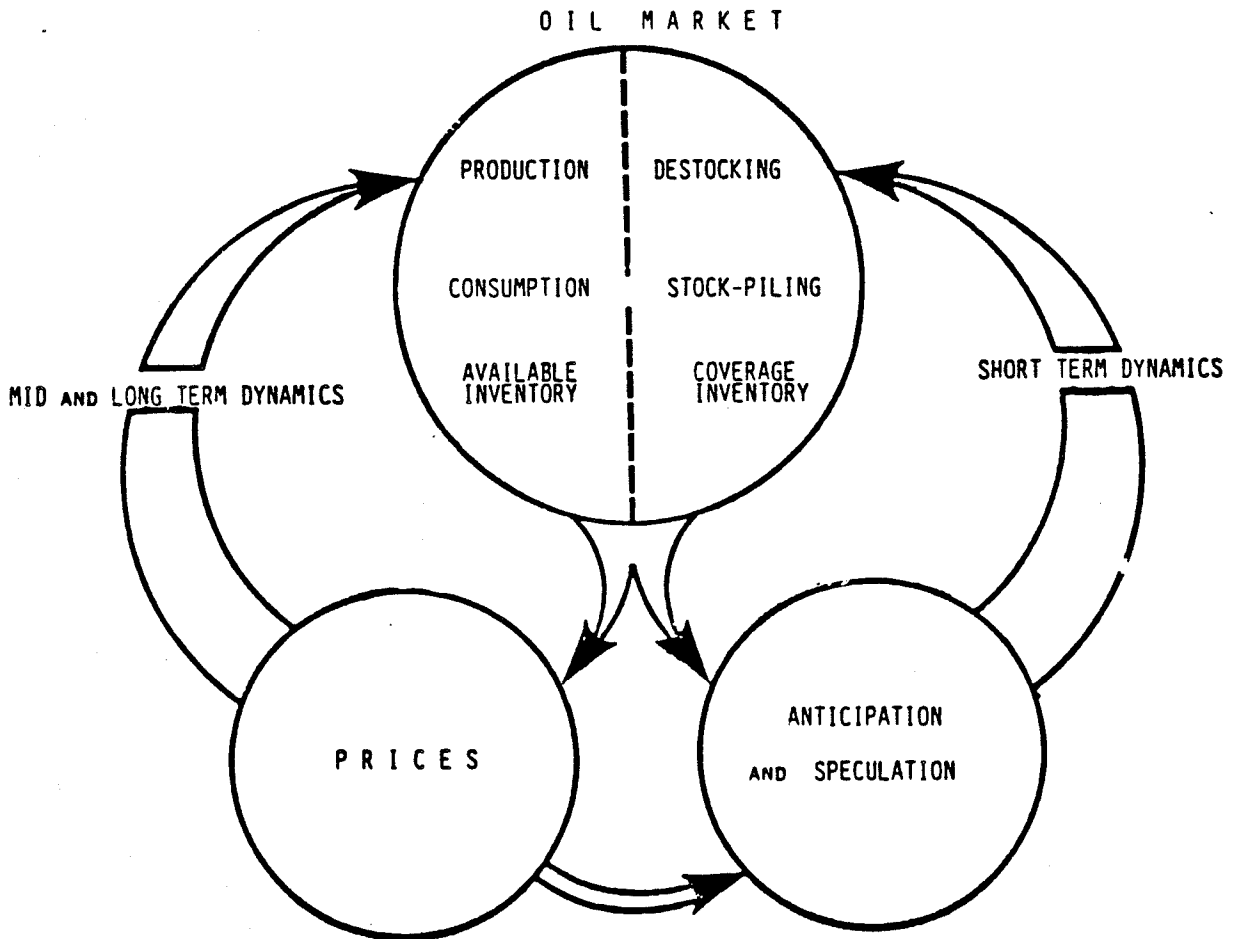 OIL MARKET
PRODUCTION
DESTOCKING
CONSUMPTION
STOCK-PILING
AVAILABLE
INVENTORY
COVERAGE
INVENTORY
MID AND LONG TERM DYNAMICS
SHORT TERM DYNAMICS
PRICES
ANTICIPATION
AND SPECULATION